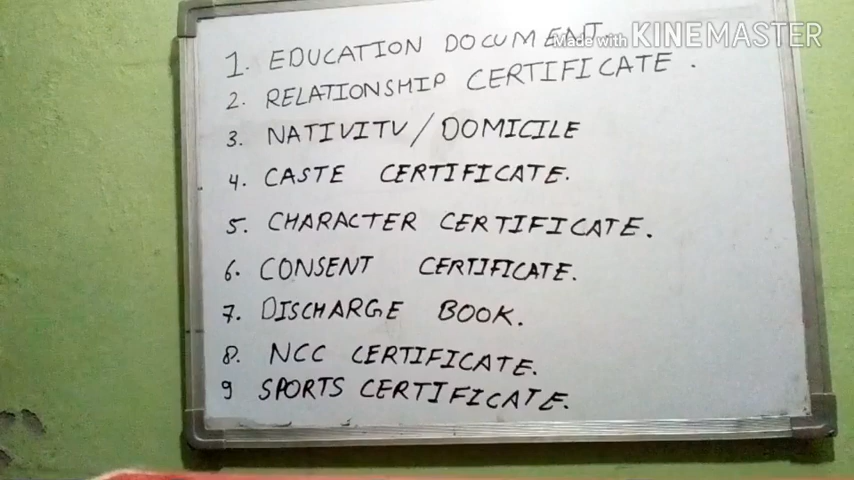 Made with KINEMASTER
1. EDUCATION DOCUMENT.
2. RELATIONSHIP CERTIFICATE.
3. NATIVITV/DOMICILE
4. CASTE CERTIFICATE.
5. CHARACTER CERTIFICATE.
6. CONSENT CERTIFICATE.
7. DISCHARGE BOOK.
8. NCC CERTIFICATE.
9 SPORTS CERTIFICATE.